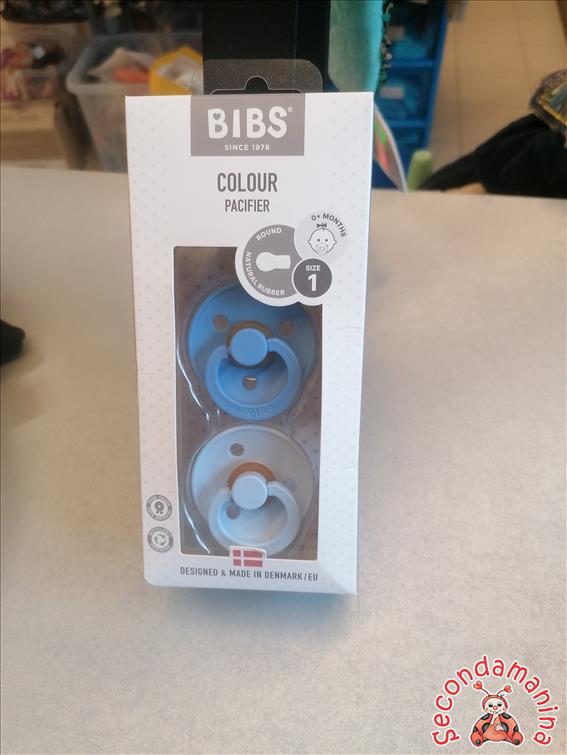 BIBS®
SINCE 1978
COLOUR
PACIFIER
0+ MONTHS
ROUND
NATURAL RUBBER
SIZE
1
BIBS
DESIGNED & MADE IN DENMARK/EU
secondamanina